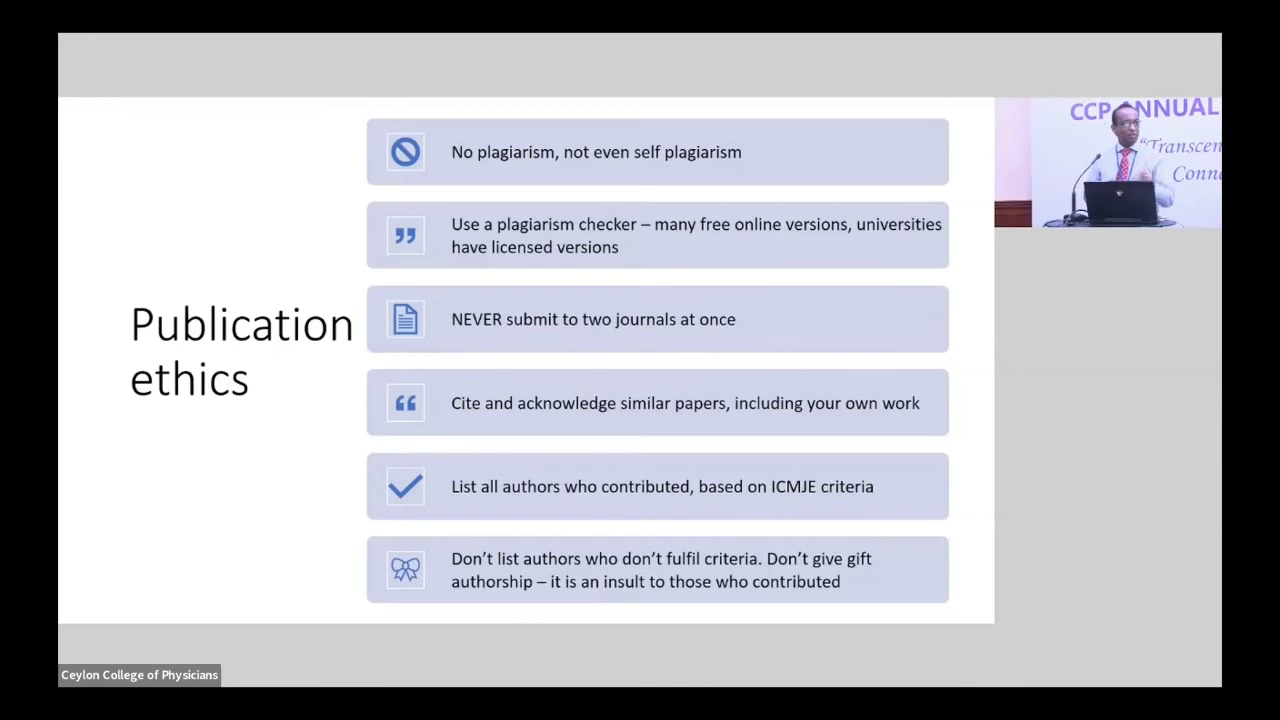 Publication
ethics
No plagiarism, not even self plagiarism
Use a plagiarism checker – many free online versions, universities
have licensed versions
NEVER submit to two journals at once
Cite and acknowledge similar papers, including your own work
List all authors who contributed, based on ICMJE criteria
Don’t list authors who don’t fulfil criteria. Don’t give gift
authorship – it is an insult to those who contributed
CCP ANNUAL
“Transcen
Conne
Ceylon College of Physicians